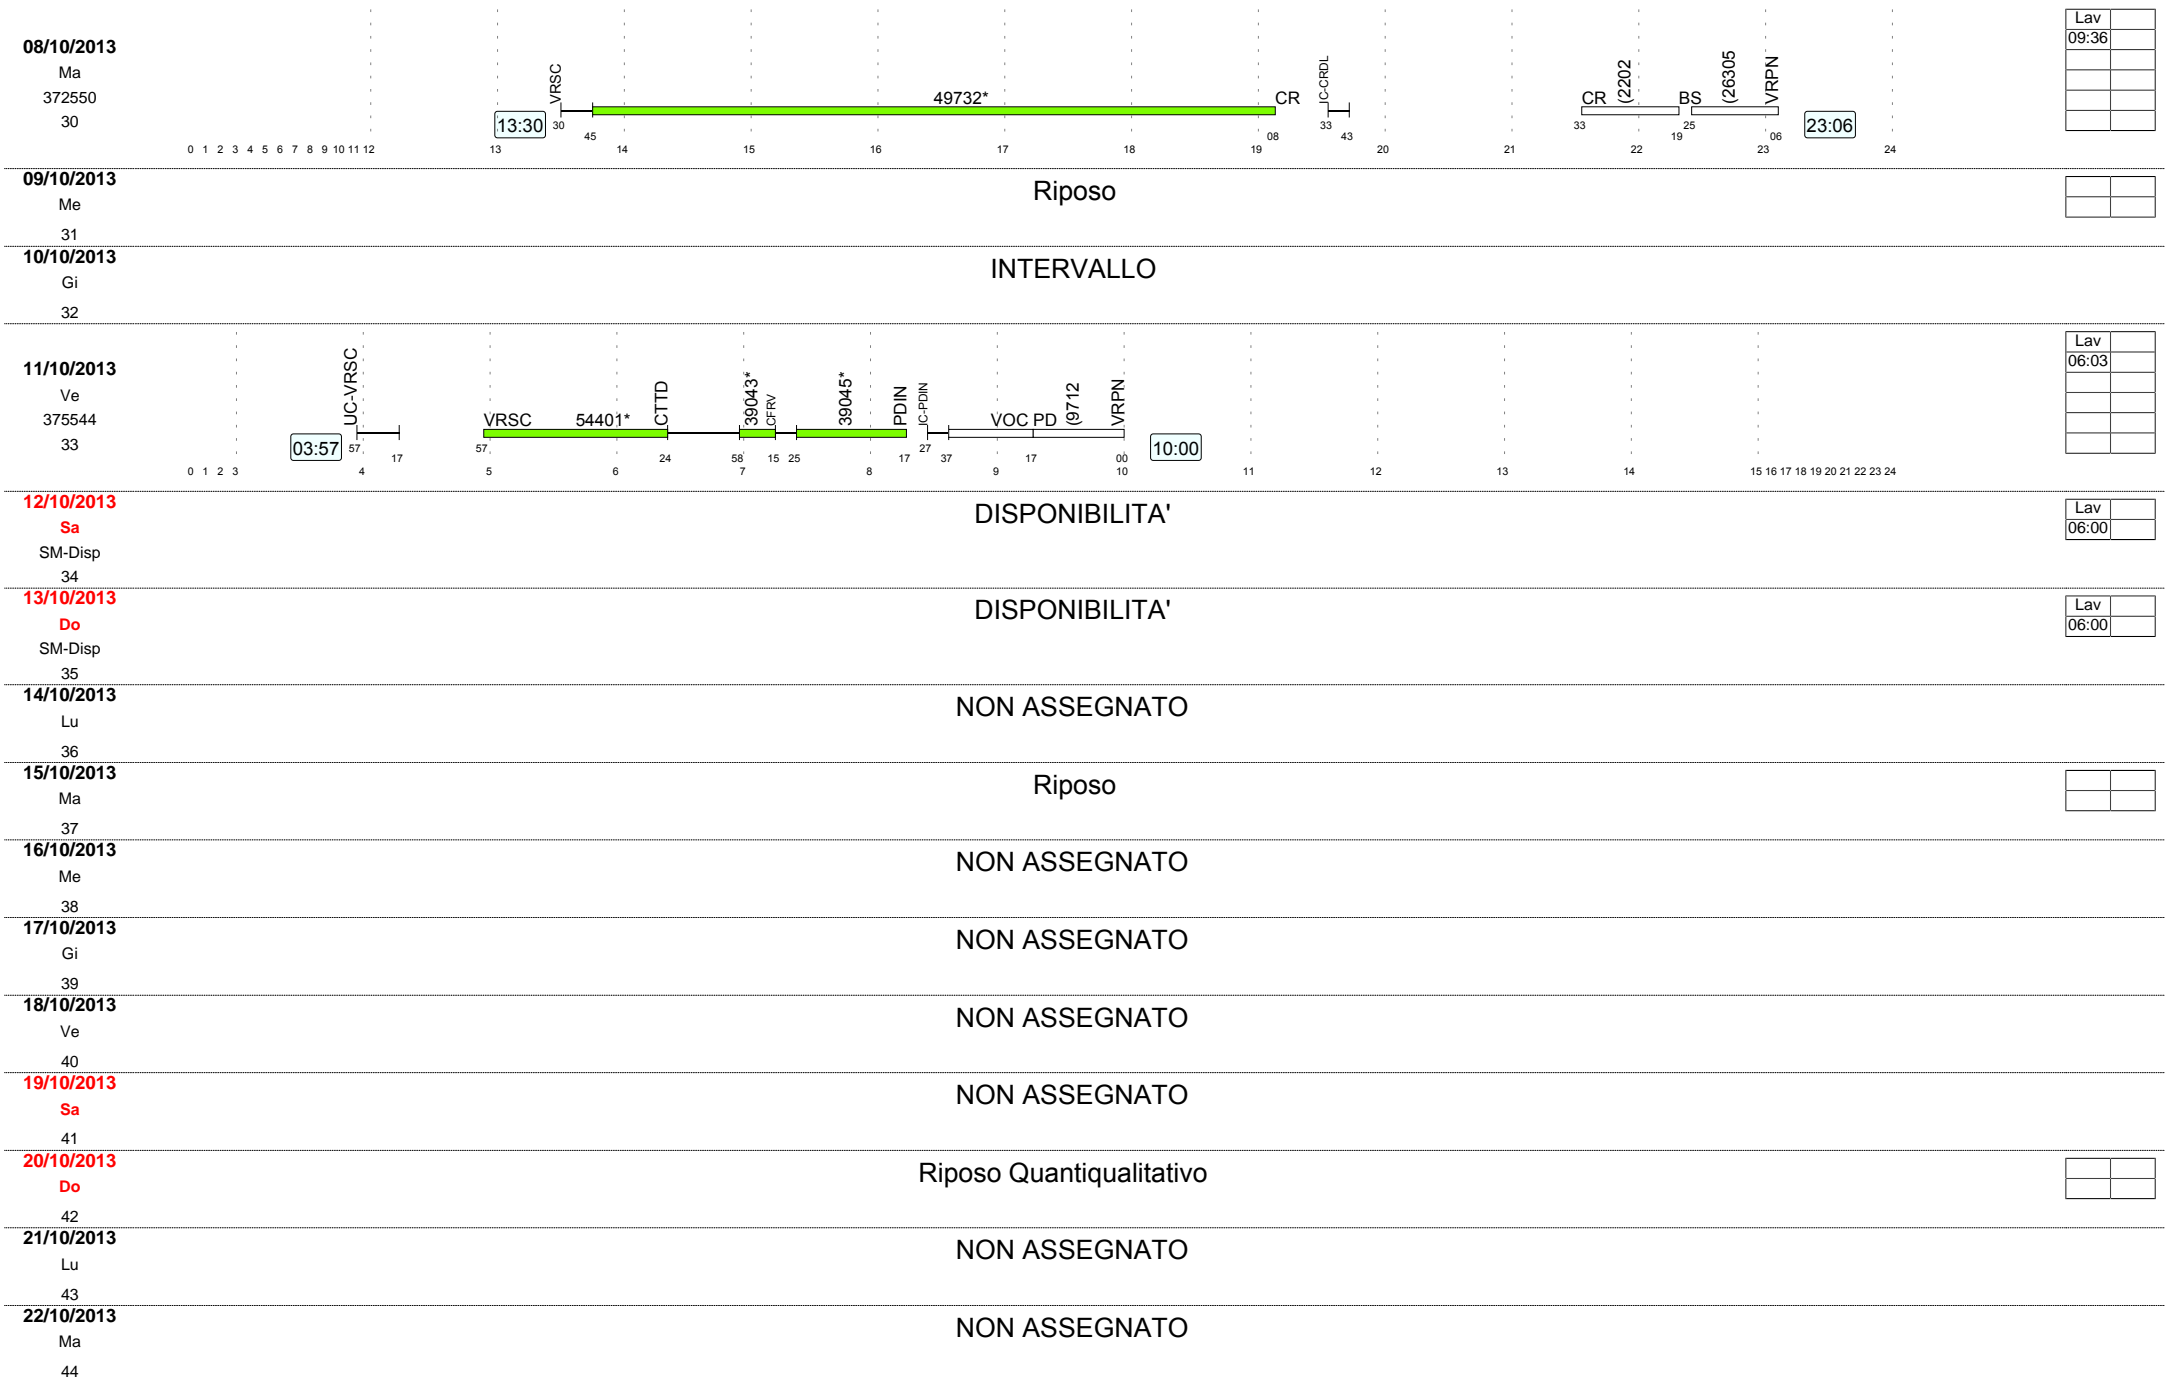 08/10/2013
Ma
372550
30
13:30
VRSC
30
45
49732*
CR
08
IC-CRDL
33
43
CR
(2202
33
19
BS
(26305
25
VRPN
06
23:06
0 1 2 3 4 5 6 7 8 9 10 11 12 13 14 15 16 17 18 19 20 21 22 23 24
Lav
09:36
09/10/2013
Me
31
Riposo
10/10/2013
Gi
32
INTERVALLO
11/10/2013
Ve
375544
33
03:57
UC-VRSC
57
17
VRSC
54401*
CTTD
57
24
39043*
CFRV
58
15
25
39045*
PDIN
17
IC-PDIN
27
37
VOC PD
17
(9712
VRPN
00
10:00
0 1 2 3 4 5 6 7 8 9 10 11 12 13 14 15 16 17 18 19 20 21 22 23 24
Lav
06:03
12/10/2013
Sa
SM-Disp
34
DISPONIBILITA'
Lav
06:00
13/10/2013
Do
SM-Disp
35
DISPONIBILITA'
Lav
06:00
14/10/2013
Lu
36
NON ASSEGNATO
15/10/2013
Ma
37
Riposo
16/10/2013
Me
38
NON ASSEGNATO
17/10/2013
Gi
39
NON ASSEGNATO
18/10/2013
Ve
40
NON ASSEGNATO
19/10/2013
Sa
41
NON ASSEGNATO
20/10/2013
Do
42
Riposo Quantiqualitativo
21/10/2013
Lu
43
NON ASSEGNATO
22/10/2013
Ma
44
NON ASSEGNATO